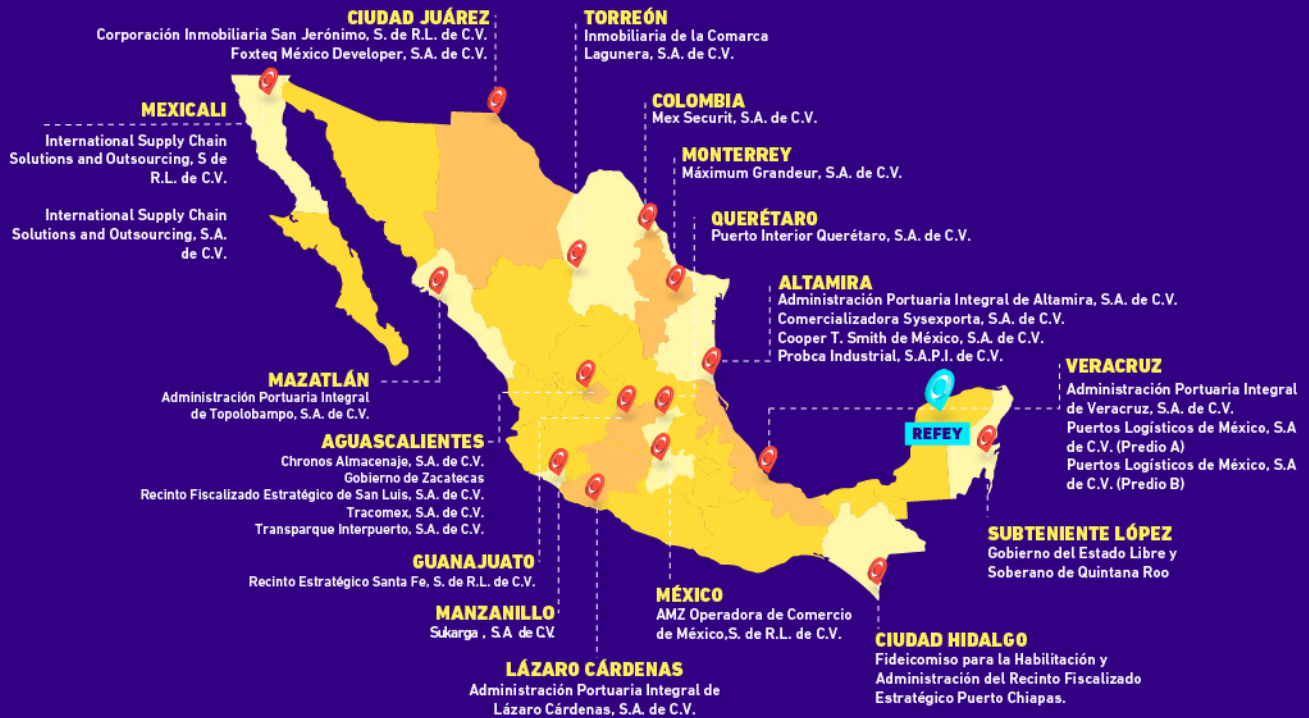 CIUDAD JUÁREZ
Corporación Inmobiliaria San Jerónimo, S. de R.L. de C.V.
Foxteq México Developer, S.A. de C.V.
TORREÓN
Inmobiliaria de la Comarca
Lagunera, S.A. de C.V.
MEXICALI
International Supply Chain
Solutions and Outsourcing, S de
R.L. de C.V.
International Supply Chain
Solutions and Outsourcing, S.A.
de C.V.
COLOMBIA
Mex Securit, S.A. de C.V.
MONTERREY
Máximum Grandeur, S.A. de C.V.
QUERÉTARO
Puerto Interior Querétaro, S.A. de C.V.
ALTAMIRA
Administración Portuaria Integral de Altamira, S.A. de C.V.
Comercializadora Sysexporta, S.A. de C.V.
Cooper T. Smith de México, S.A. de C.V.
Probca Industrial, S.A.P.I. de C.V.
VERACRUZ
Administración Portuaria Integral
de Veracruz, S.A. de C.V.
Puertos Logísticos de México, S.A
de C.V. (Predio A)
Puertos Logísticos de México, S.A
de C.V. (Predio B)
REFEY
MAZATLÁN
Administración Portuaria Integral
de Topolobampo, S.A. de C.V.
AGUASCALIENTES
Chronos Almacenaje, S.A. de C.V.
Gobierno de Zacatecas
Recinto Fiscalizado Estratégico de San Luis, S.A. de C.V.
Tracomex, S.A. de C.V.
Transparque Interpuerto, S.A. de C.V.
GUANAJUATO
Recinto Estratégico Santa Fe, S. de R.L. de C.V.
MANZANILLO
Sukarga , S.A de C.V.
LÁZARO CÁRDENAS
Administración Portuaria Integral de
Lázaro Cárdenas, S.A. de C.V.
MÉXICO
AMZ Operadora de Comercio
de México,S. de R.L. de C.V.
SUBTENIENTE LÓPEZ
Gobierno del Estado Libre y
Soberano de Quintana Roo
CIUDAD HIDALGO
Fideicomiso para la Habilitación y
Administración del Recinto Fiscalizado
Estratégico Puerto Chiapas.